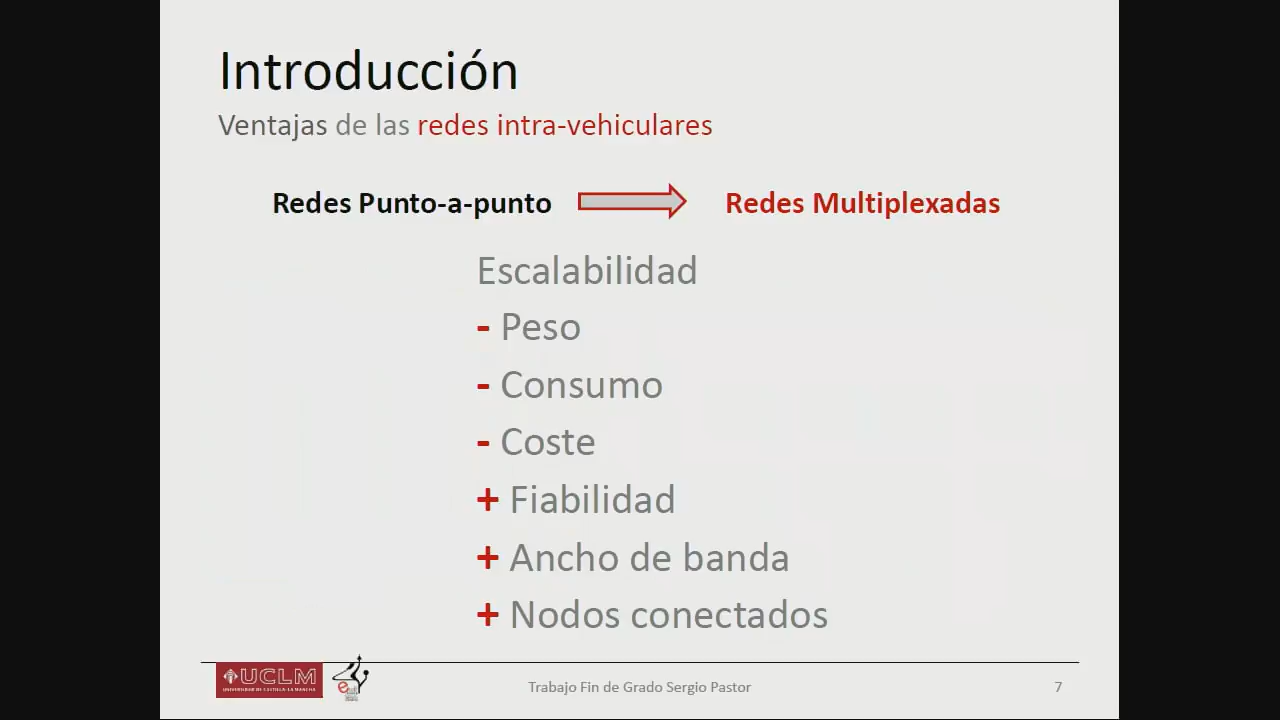 Introducción
Ventajas de las redes intra-vehiculares
Redes Punto-a-punto
Redes Multiplexadas
Escalabilidad
- Peso
- Consumo
- Coste
+ Fiabilidad
+ Ancho de banda
+ Nodos conectados
UCLM
UNIVERSIDAD DE CASTILLA-LA MANCHA
Trabajo Fin de Grado Sergio Pastor
7